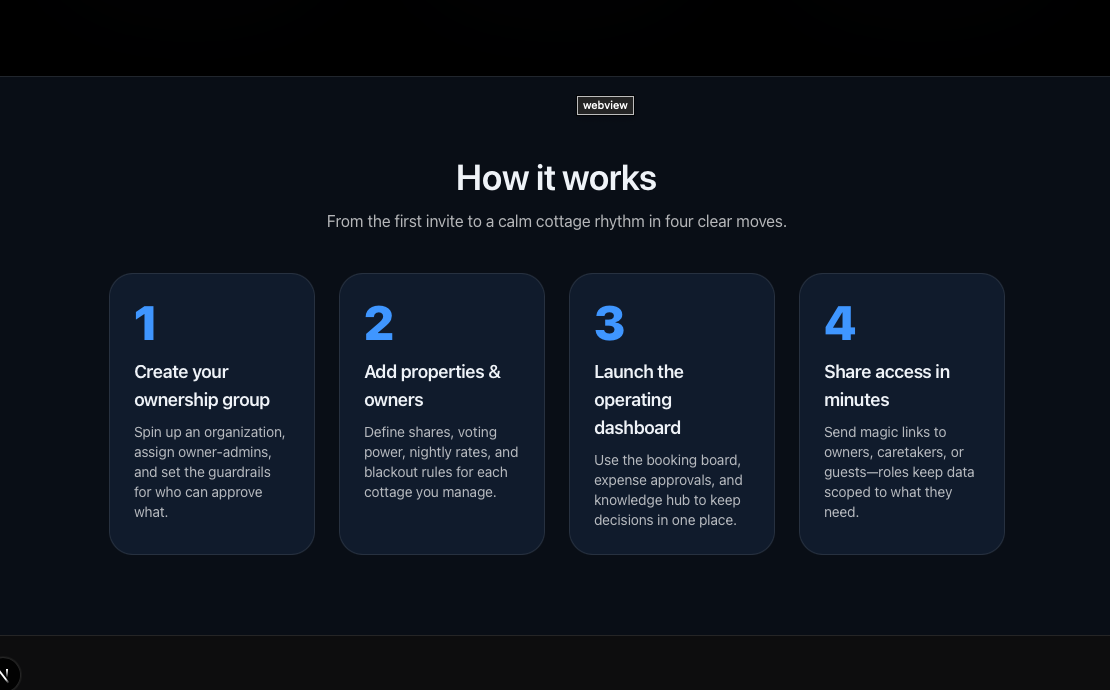 webview
How it works
From the first invite to a calm cottage rhythm in four clear moves.
1
Create your
ownership group
Spin up an organization,
assign owner-admins,
and set the guardrails
for who can approve
what.
2
Add properties &
owners
Define shares, voting
power, nightly rates, and
blackout rules for each
cottage you manage.
3
Launch the
operating
dashboard
Use the booking board,
expense approvals, and
knowledge hub to keep
decisions in one place.
4
Share access in
minutes
Send magic links to
owners, caretakers, or
guests—roles keep data
scoped to what they
need.
N